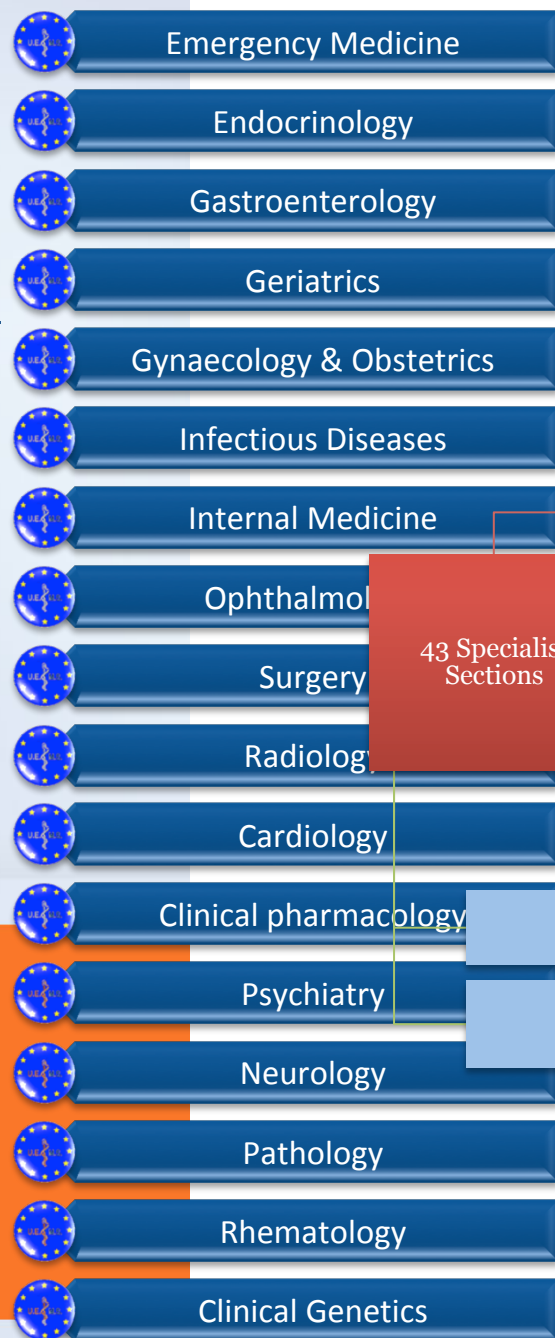 Emergency Medicine
Endocrinology
Gastroenterology
Geriatrics
Gynaecology & Obstetrics
Infectious Diseases
Internal Medicine
Ophthalmol
43 Specialis
Sections
Surgery
Radiology
Cardiology
Clinical pharmacology
Psychiatry
Neurology
Pathology
Rhematology
Clinical Genetics